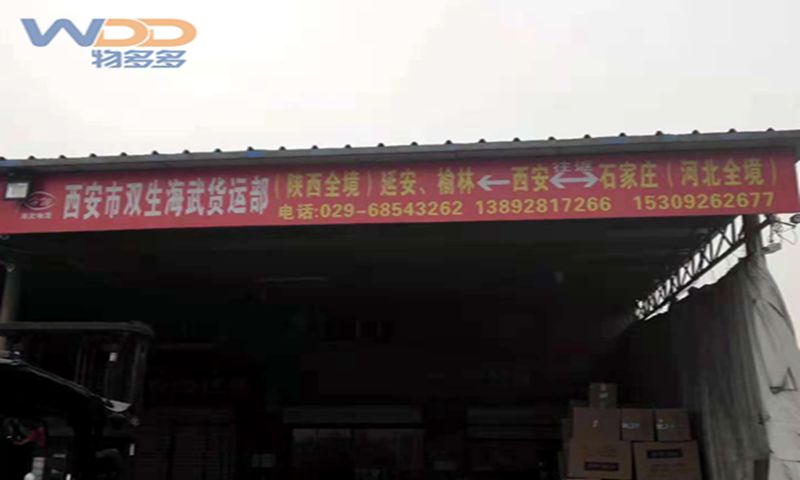 WDD
物多多
西安市双生海武货运部
(陕西全境) 延安、榆林←西安⟷石家庄 (河北全境)
往返
电话:029-68543262 13892817266 15309262677